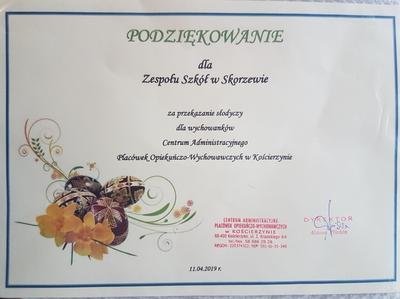 PODZIĘKOWANIE
dla
Zespołu Szkół w Skorzewie
za przekazanie słodyczy
dla wychowanków
Centrum Administracyjnego
Placówek Opiekuńczo-Wychowawczych w Kościerzynie
CENTRUM ADMINISTRACYJNE
PLACÓWEK OPIEKUŃCZO-WYCHOWAWCZYCH
w KOŚCIERZYNIE
DYREKTOR
11.04.2019 r.